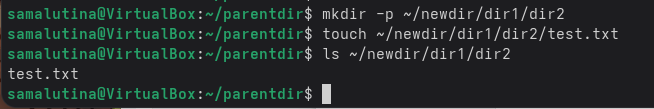 samalutina@VirtualBox:~/parentdir$ mkdir -p ~/newdir/dir1/dir2
samalutina@VirtualBox:~/parentdir$ touch ~/newdir/dir1/dir2/test.txt
samalutina@VirtualBox:~/parentdir$ ls ~/newdir/dir1/dir2
test.txt
samalutina@VirtualBox:~/parentdir$